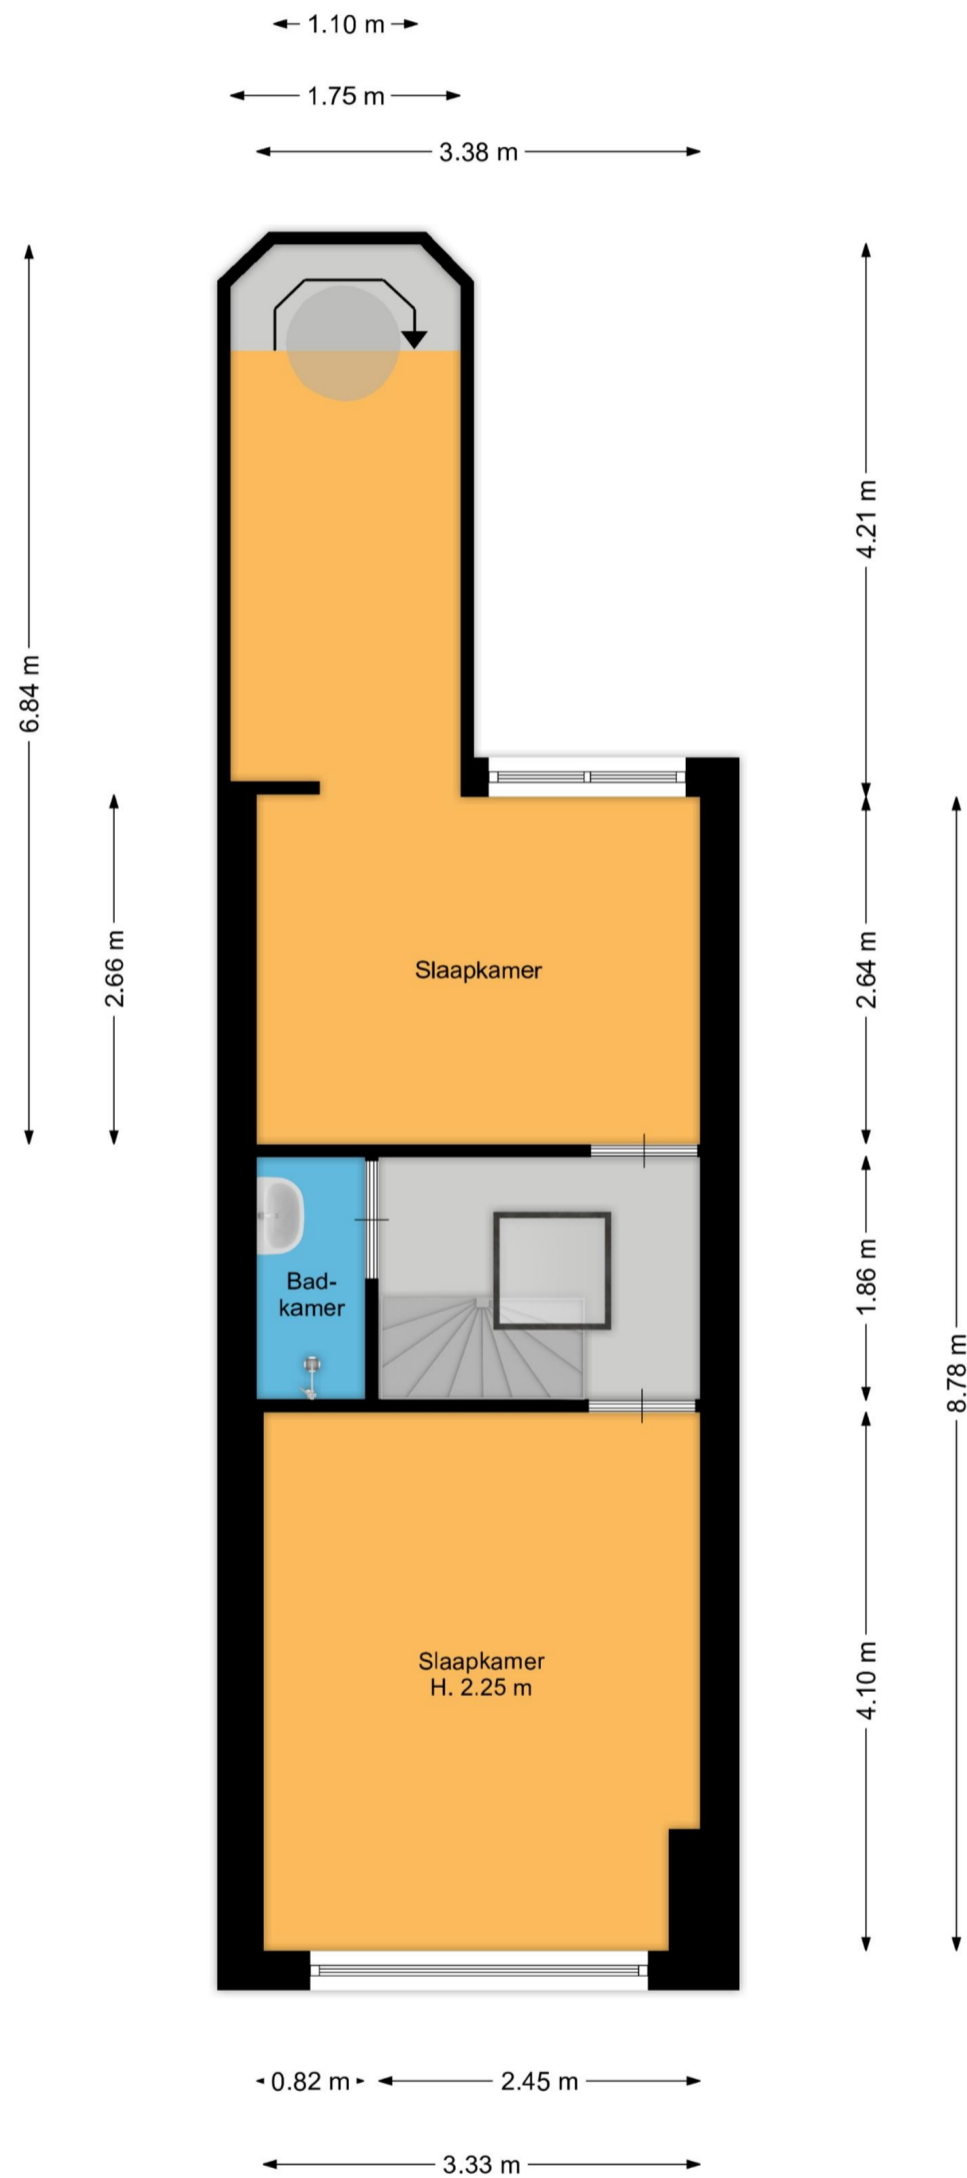 1.10 m
1.75 m
3.38 m
4.21 m
6.84 m
2.66 m
2.64 m
Slaapkamer
1.86 m
Bad-
kamer
8.78 m
Slaapkamer
H. 2.25 m
4.10 m
0.82 m
2.45 m
3.33 m